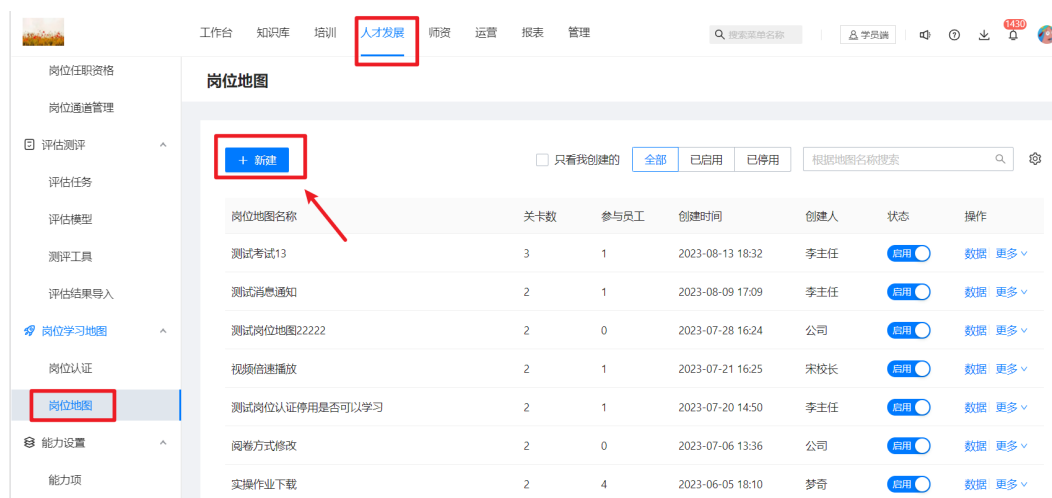 工作台 知识库 培训 人才发展 师资 运营 报表 管理 搜索菜单名称 学员端 1430
岗位任职资格
岗位通道管理
评估测评
评估任务
评估模型
测评工具
评估结果导入
岗位学习地图
岗位认证
岗位地图
能力设置
能力项
岗位地图
+ 新建 只看我创建的 全部 已启用 已停用 根据地图名称搜索
岗位地图名称 关卡数 参与员工 创建时间 创建人 状态 操作
测试考试13 3 1 2023-08-13 18:32 李主任 启用 数据 更多
测试消息通知 2 1 2023-08-09 17:09 李主任 启用 数据 更多
测试岗位地图22222 2 0 2023-07-28 16:24 公司 启用 数据 更多
视频倍速播放 2 1 2023-07-21 16:25 宋校长 启用 数据 更多
测试岗位认证停用是否可以学习 2 1 2023-07-20 14:50 李主任 启用 数据 更多
阅卷方式修改 2 0 2023-07-06 13:36 公司 启用 数据 更多
实操作业下载 2 4 2023-06-05 18:10 梦奇 启用 数据 更多